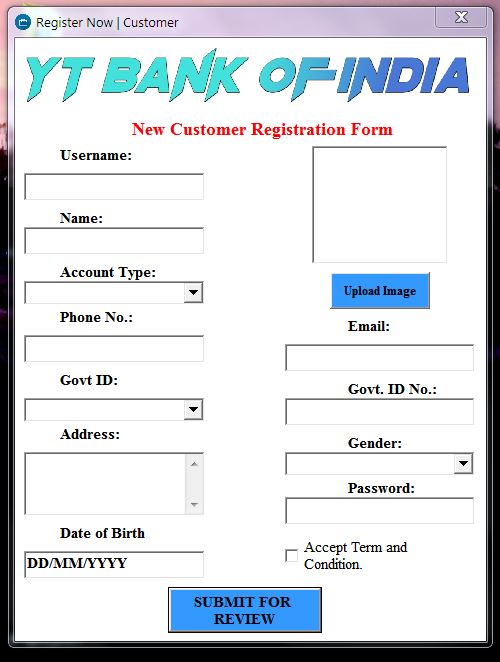 Register Now | Customer
YT BANK OF INDIA
New Customer Registration Form
Username:
Name:
Account Type:
Phone No.:
Govt ID:
Address:
Date of Birth
DD/MM/YYYY
Upload Image
Email:
Govt. ID No.:
Gender:
Password:
Accept Term and
Condition.
SUBMIT FOR
REVIEW